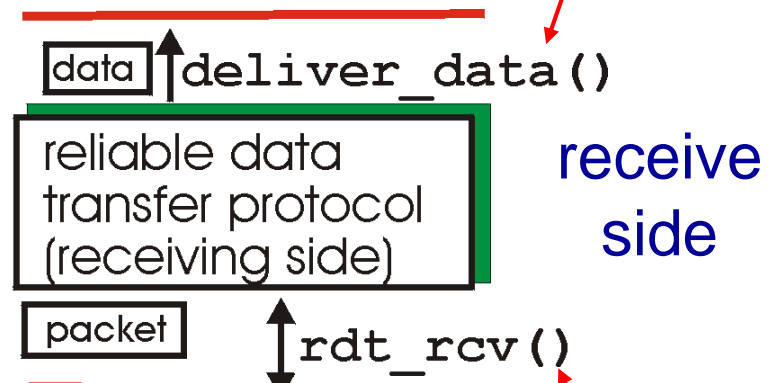 data deliver_data()
reliable data
transfer protocol
(receiving side)
receive
side
packet rdt_rcv()